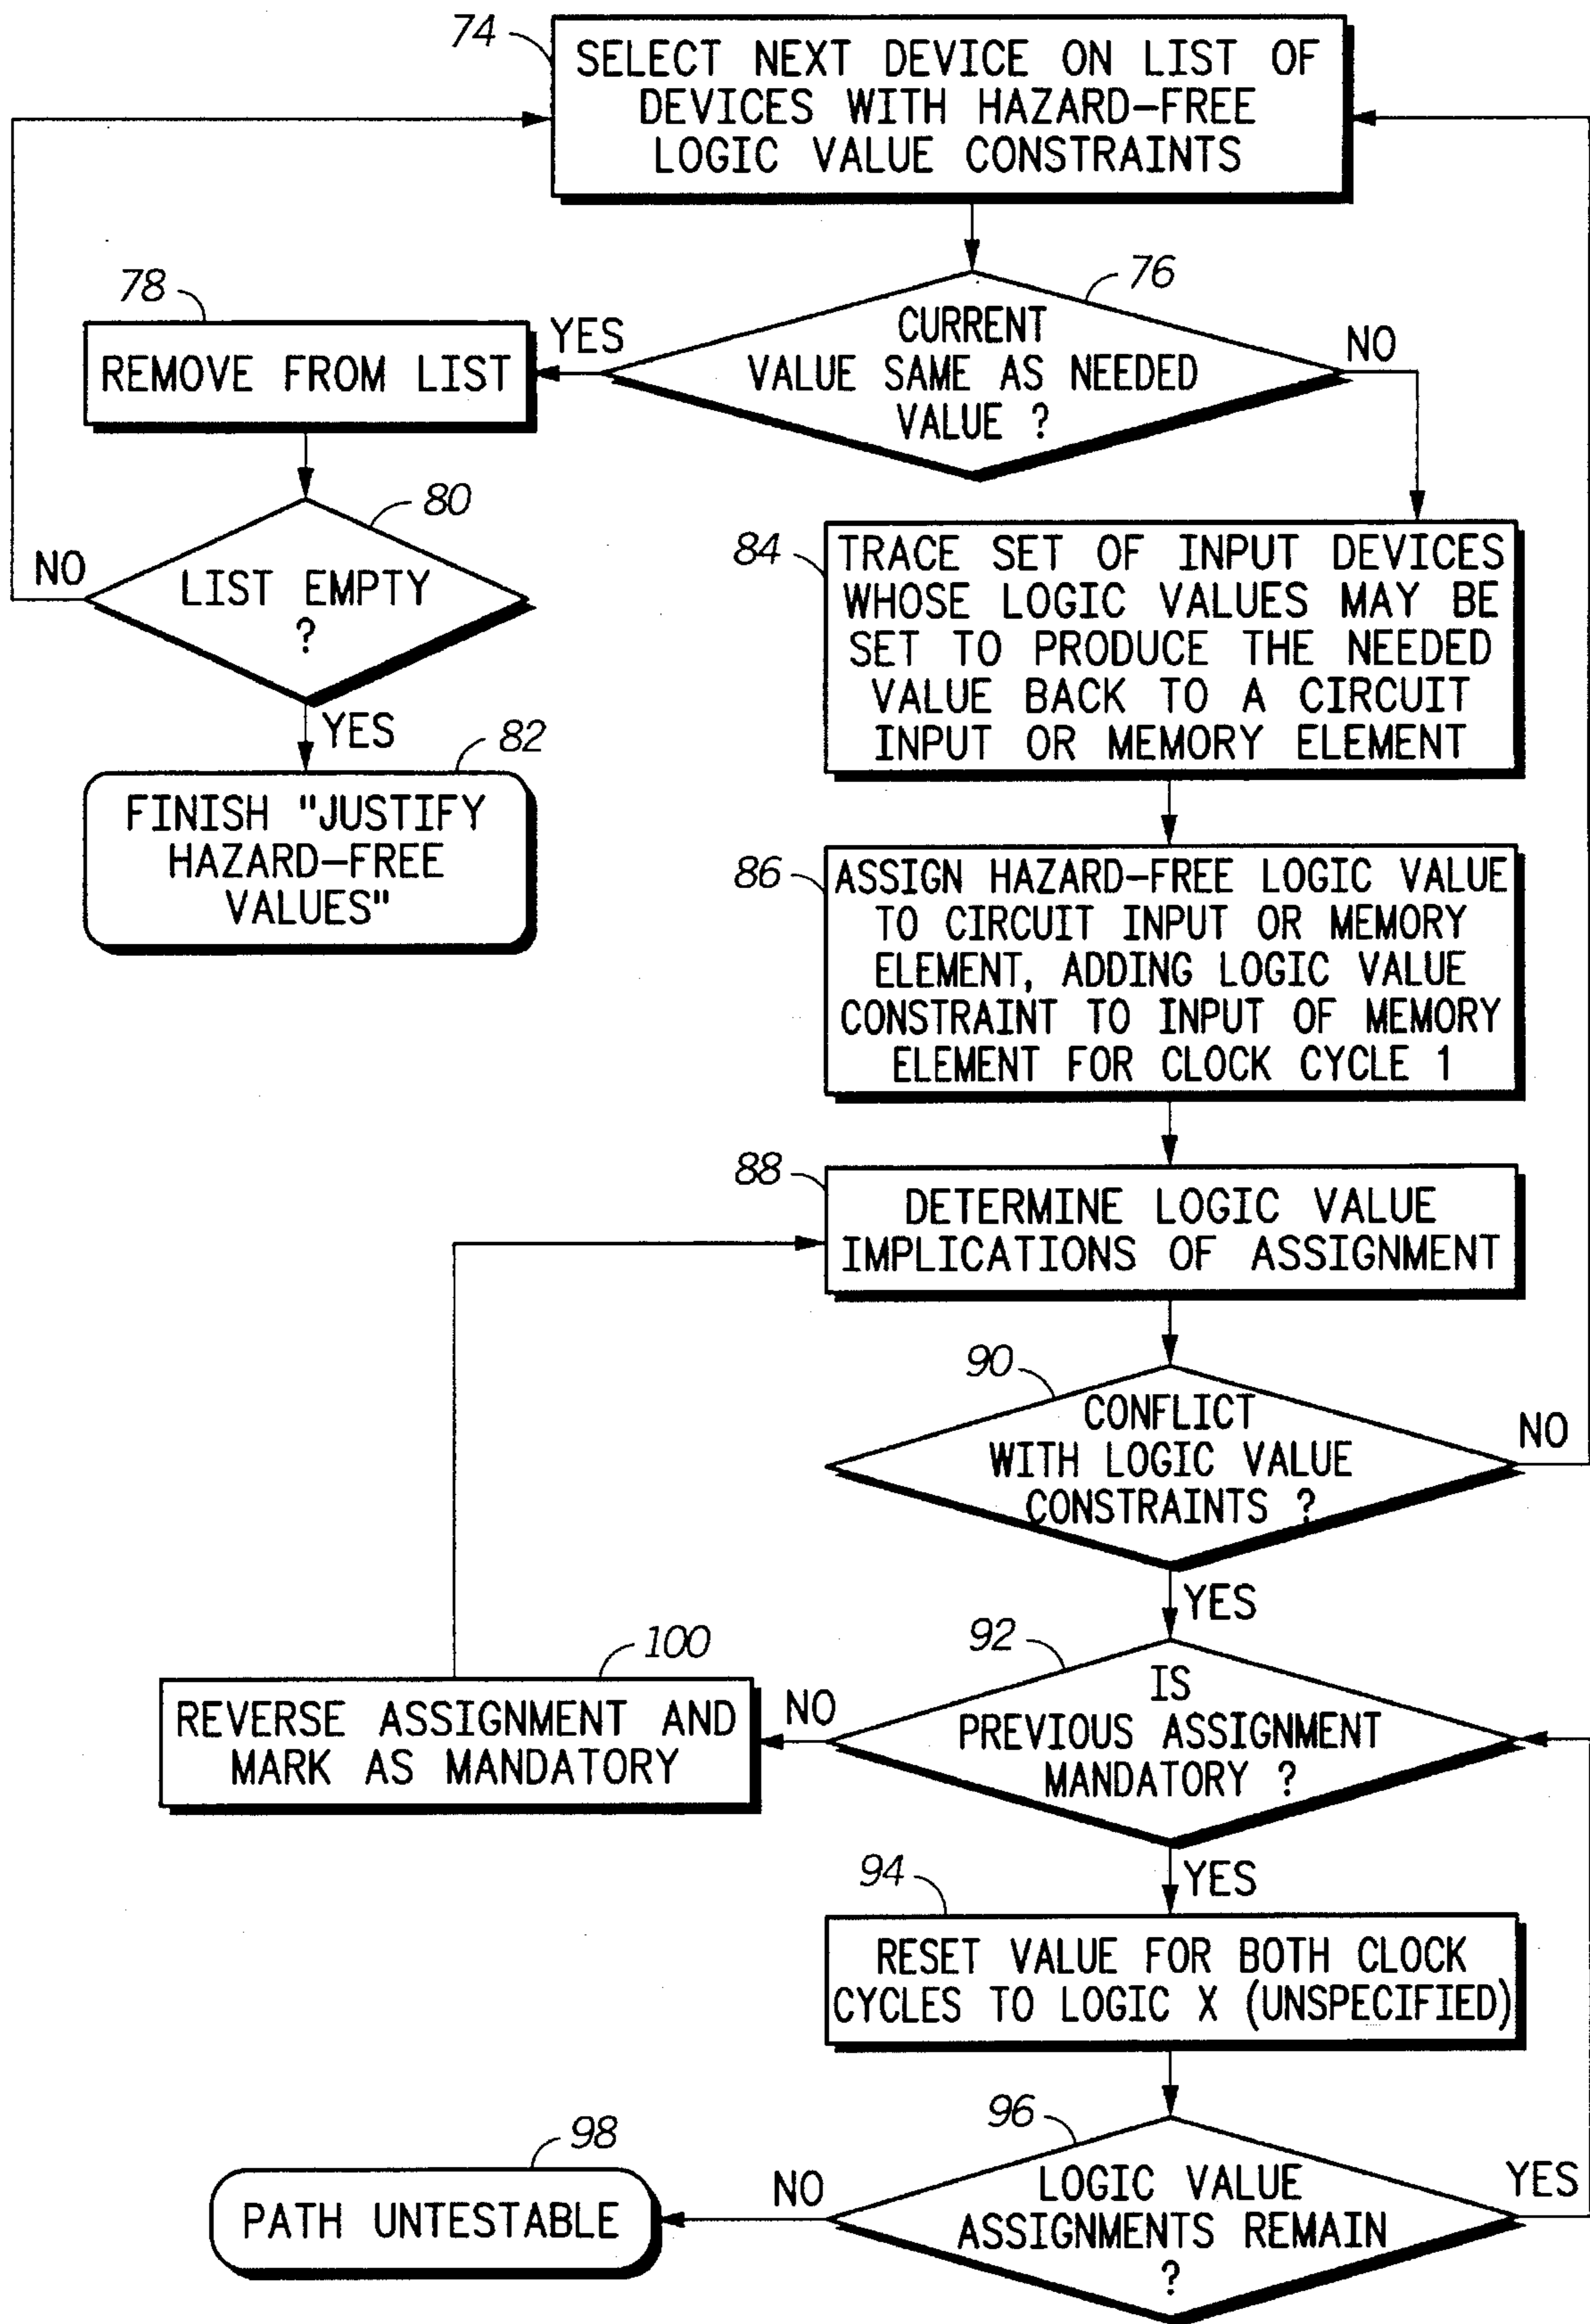 74
SELECT NEXT DEVICE ON LIST OF
DEVICES WITH HAZARD-FREE
LOGIC VALUE CONSTRAINTS
76
CURRENT
VALUE SAME AS NEEDED
VALUE ?
YES
NO
78
REMOVE FROM LIST
80
LIST EMPTY
?
NO
YES
82
FINISH "JUSTIFY
HAZARD-FREE
VALUES"
84
TRACE SET OF INPUT DEVICES
WHOSE LOGIC VALUES MAY BE
SET TO PRODUCE THE NEEDED
VALUE BACK TO A CIRCUIT
INPUT OR MEMORY ELEMENT
86
ASSIGN HAZARD-FREE LOGIC VALUE
TO CIRCUIT INPUT OR MEMORY
ELEMENT, ADDING LOGIC VALUE
CONSTRAINT TO INPUT OF MEMORY
ELEMENT FOR CLOCK CYCLE 1
88
DETERMINE LOGIC VALUE
IMPLICATIONS OF ASSIGNMENT
90
CONFLICT
WITH LOGIC VALUE
CONSTRAINTS ?
NO
YES
92
IS
PREVIOUS ASSIGNMENT
MANDATORY ?
NO
100
REVERSE ASSIGNMENT AND
MARK AS MANDATORY
YES
94
RESET VALUE FOR BOTH CLOCK
CYCLES TO LOGIC X (UNSPECIFIED)
96
LOGIC VALUE
ASSIGNMENTS REMAIN
?
YES
NO
98
PATH UNTESTABLE